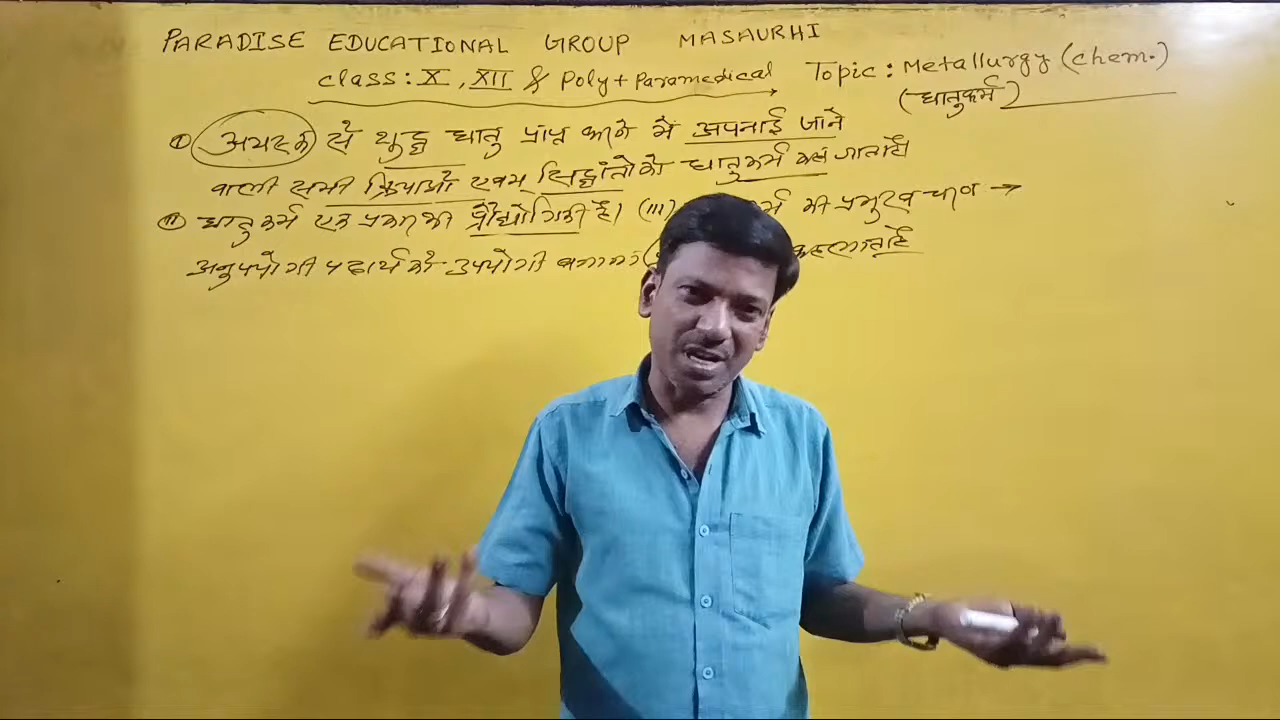 PARADISE EDUCATIONAL GROUP MASAURHI
class: X, XII & Poly + Paramedical Topic: Metallurgy (chem.)
(धातुकर्म)
(I) अयस्क से शुद्ध धातु प्राप्त करने में अपनाई जाने
वाली सभी क्रियाओं एवम् सिद्धांतो को धातुकर्म कहा जाता है
(II) धातुकर्म एक प्रकार की प्रौद्योगिकी है। (III) र्म की प्रमुख चरण →
अनुपयोगी पदार्थ को उपयोगी बनाना कहलाता है